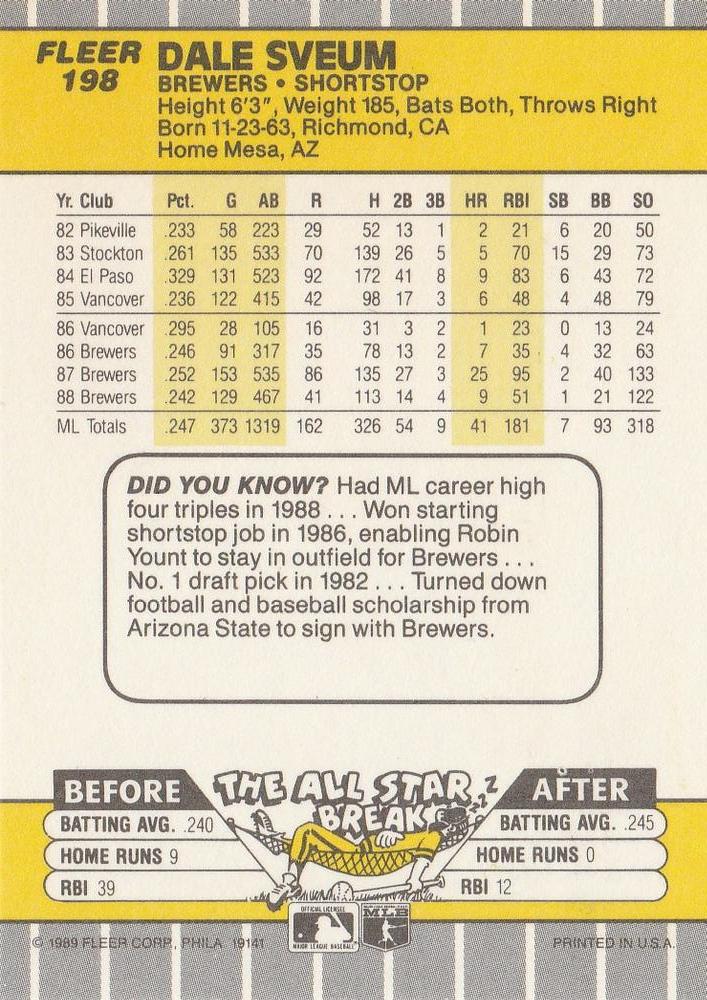 FLEER
198
DALE SVEUM
BREWERS • SHORTSTOP
Height 6'3", Weight 185, Bats Both, Throws Right
Born 11-23-63, Richmond, CA
Home Mesa, AZ
Yr. Club Pct. G AB R H 2B 3B HR RBI SB BB SO
82 Pikeville .233 58 223 29 52 13 1 2 21 6 20 50
83 Stockton .261 135 533 70 139 26 5 5 70 15 29 73
84 El Paso .329 131 523 92 172 41 8 9 83 6 43 72
85 Vancover .236 122 415 42 98 17 3 6 48 4 48 79
86 Vancover .295 28 105 16 31 3 2 1 23 0 13 24
86 Brewers .246 91 317 35 78 13 2 7 35 4 32 63
87 Brewers .252 153 535 86 135 27 3 25 95 2 40 133
88 Brewers .242 129 467 41 113 14 4 9 51 1 21 122
ML Totals .247 373 1319 162 326 54 9 41 181 7 93 318
DID YOU KNOW? Had ML career high
four triples in 1988 . . . Won starting
shortstop job in 1986, enabling Robin
Yount to stay in outfield for Brewers . . .
No. 1 draft pick in 1982 . . . Turned down
football and baseball scholarship from
Arizona State to sign with Brewers.
BEFORE
BATTING AVG. .240
HOME RUNS 9
RBI 39
THE ALL STAR
BREAK
Z Z Z
AFTER
BATTING AVG. .245
HOME RUNS 0
RBI 12
OFFICIAL LICENSEE
MAJOR LEAGUE BASEBALL
MLB
© 1989 FLEER CORP., PHILA. 19141
PRINTED IN U.S.A.